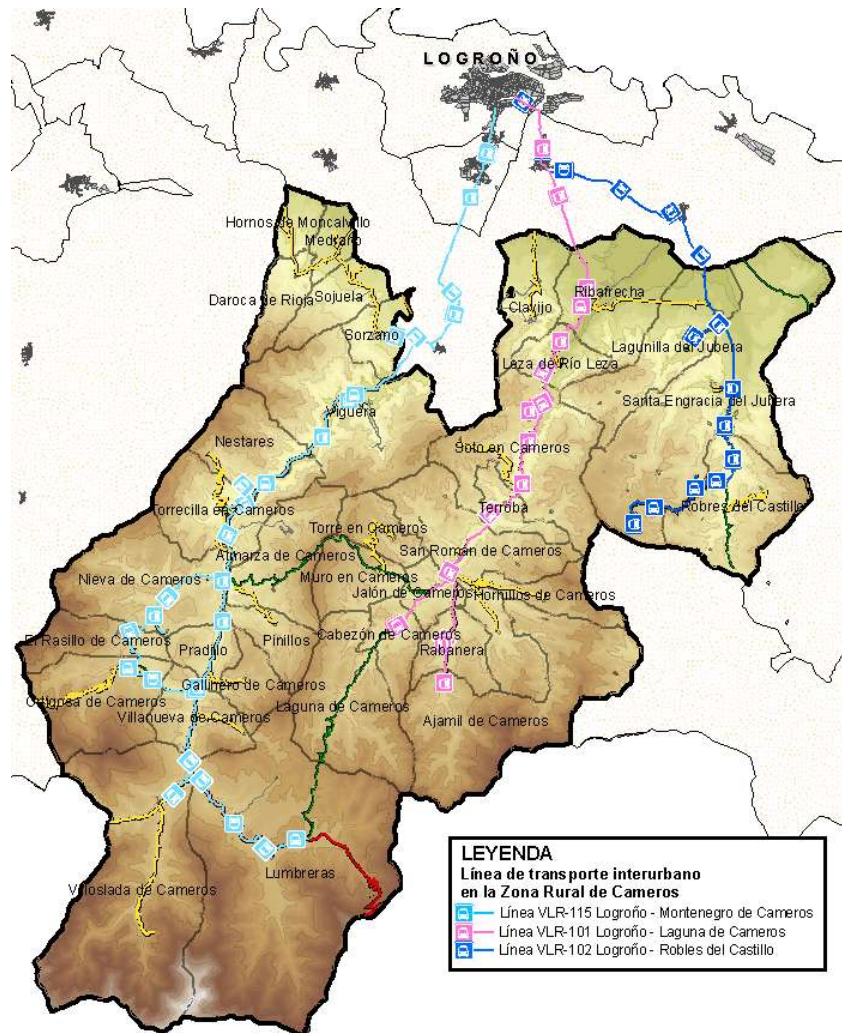 LOGROÑO
Hornos de Moncalvillo
Medrano
Daroca de Rioja
Sojuela
Sorzano
Clavijo
Ribafrecha
Lagunilla del Jubera
Leza de Río Leza
Viguera
Santa Engracia del Jubera
Nestares
Soto en Cameros
Torrecilla en Cameros
Terroba
Robres del Castillo
Torre en Cameros
Almarza de Cameros
San Román de Cameros
Nieva de Cameros
Muro en Cameros
Jalón de Cameros
Hornillos de Cameros
El Rasillo de Cameros
Pinillos
Cabezón de Cameros
Pradillo
Rabanera
Gallinero de Cameros
Ortigosa de Cameros
Laguna de Cameros
Villanueva de Cameros
Ajamil de Cameros
Lumbreras
Villoslada de Cameros
LEYENDA
Línea de transporte interurbano
en la Zona Rural de Cameros
Línea VLR-115 Logroño - Montenegro de Cameros
Línea VLR-101 Logroño - Laguna de Cameros
Línea VLR-102 Logroño - Robles del Castillo